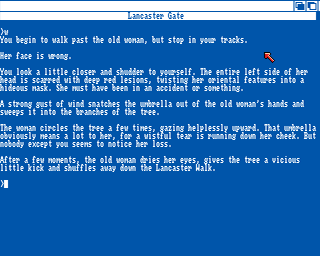 Lancaster Gate
>w
You begin to walk past the old woman, but stop in your tracks.
Her face is wrong.
You look a little closer and shudder to yourself. The entire left side of her
head is scarred with deep red lesions, twisting her oriental features into a
hideous mask. She must have been in an accident or something.
A strong gust of wind snatches the umbrella out of the old woman's hands and
sweeps it into the branches of the tree.
The woman circles the tree a few times, gazing helplessly upward. That umbrella
obviously means a lot to her, for a wistful tear is running down her cheek. But
nobody except you seems to notice her loss.
After a few moments, the old woman dries her eyes, gives the tree a vicious
little kick and shuffles away down the Lancaster Walk.
>